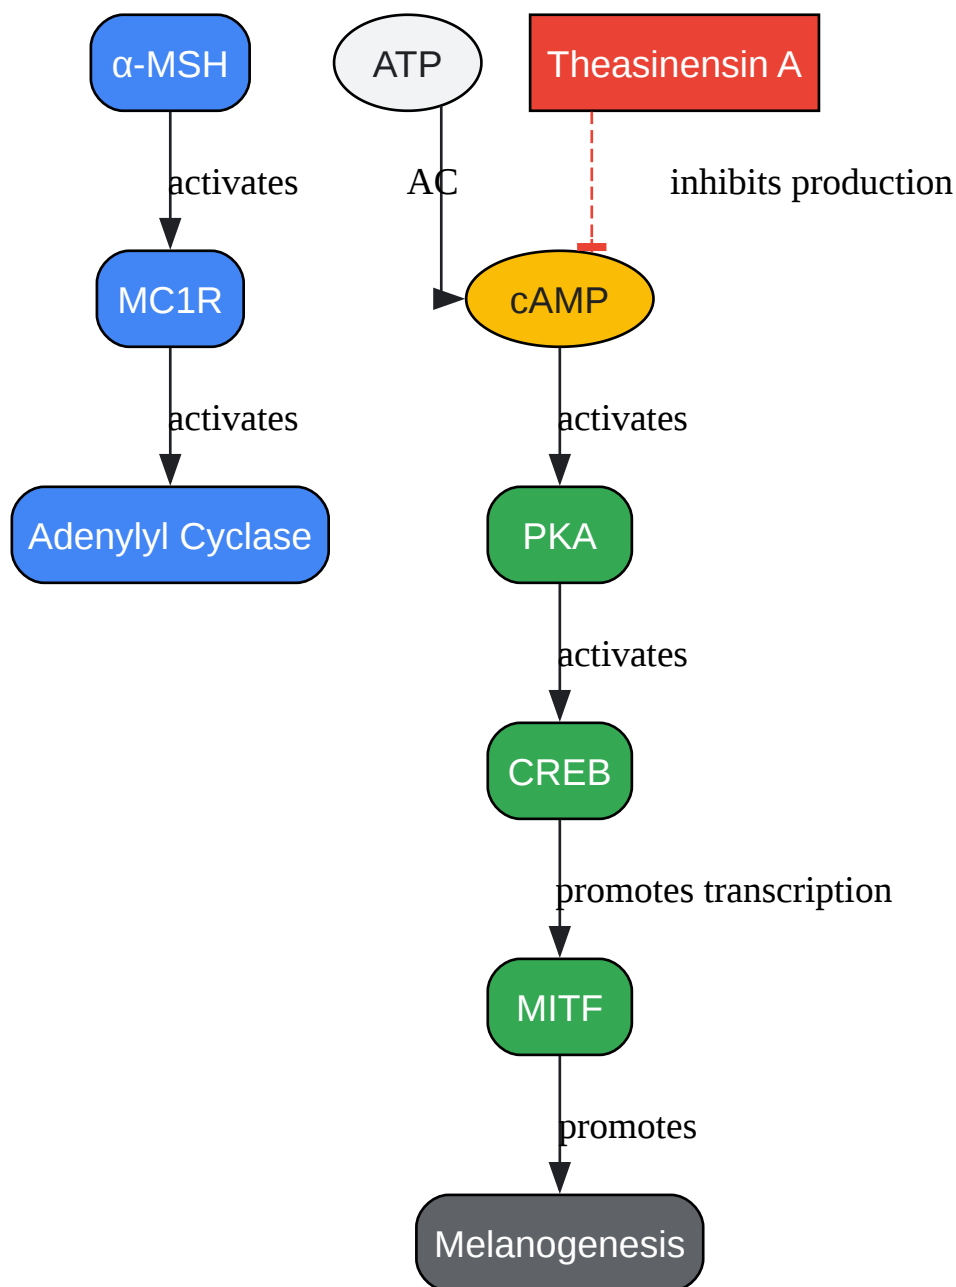 α-MSH
ATP
Theasinensin A
activates
AC
inhibits production
MC1R
cAMP
activates
activates
Adenylyl Cyclase
PKA
activates
CREB
promotes transcription
MITF
promotes
Melanogenesis